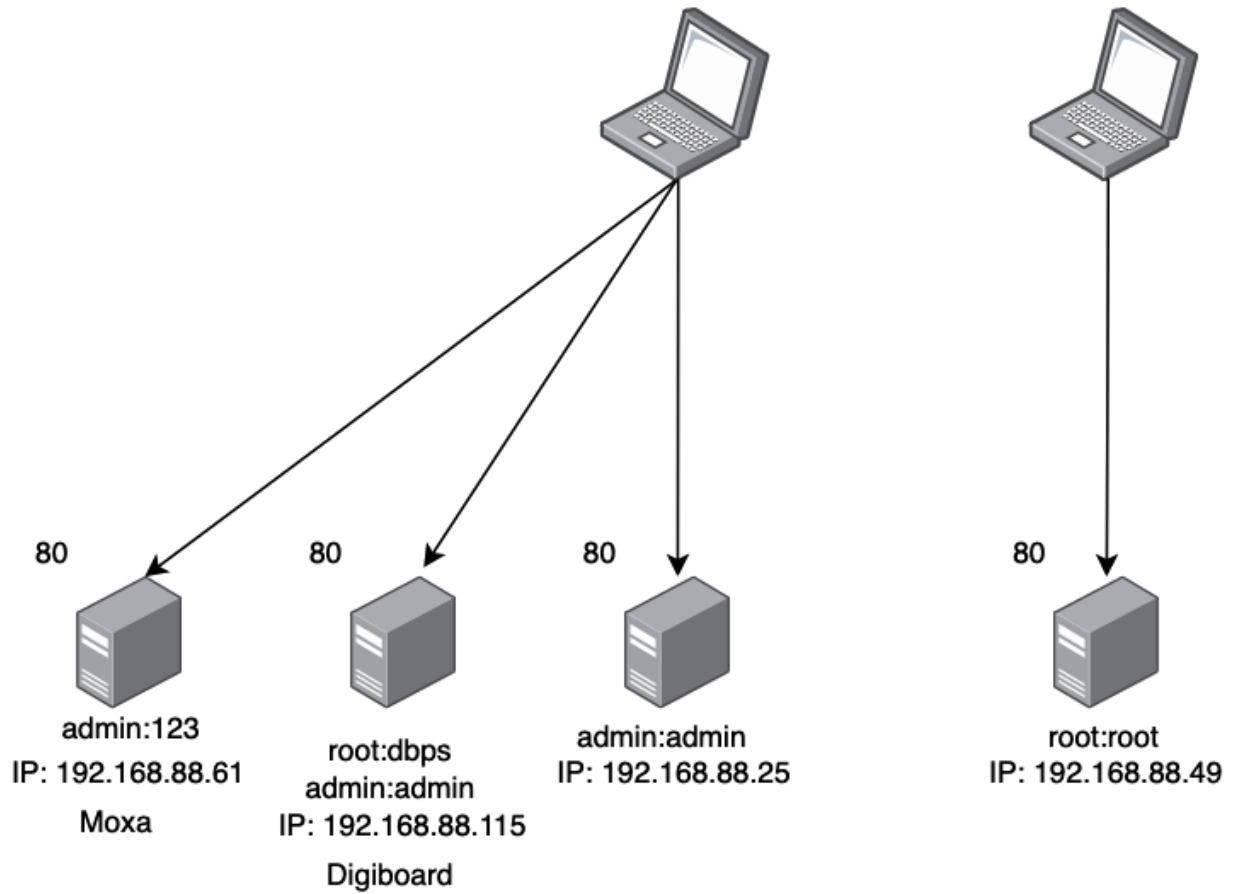 80
80
80
80
admin:123
IP: 192.168.88.61
Moxa
root:dbps
admin:admin
IP: 192.168.88.115
Digiboard
admin:admin
IP: 192.168.88.25
root:root
IP: 192.168.88.49